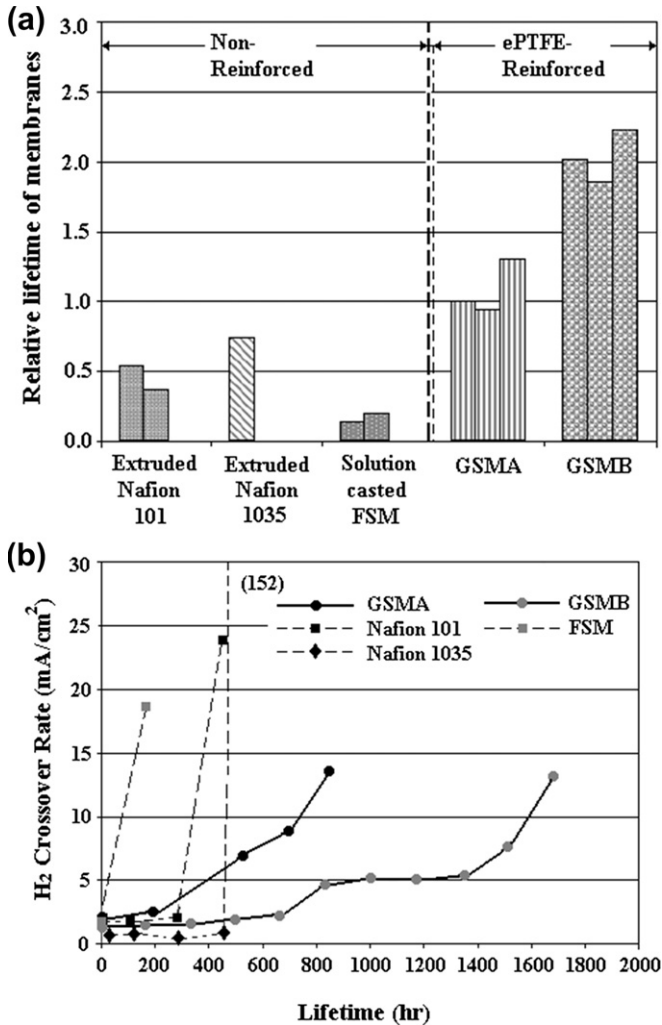 (a)
3.0
2.5
2.0
1.5
1.0
0.5
0.0
Relative lifetime of membranes
Non-
Reinforced
ePTFE-
Reinforced
Extruded
Nafion
101
Extruded
Nafion
1035
Solution
casted
FSM
GSMA
GSMB
(b)
30
25
20
15
10
5
0
H2 Crossover Rate (mA/cm2)
(152)
GSMA
GSMB
Nafion 101
FSM
Nafion 1035
0 200 400 600 800 1000 1200 1400 1600 1800 2000
Lifetime (hr)